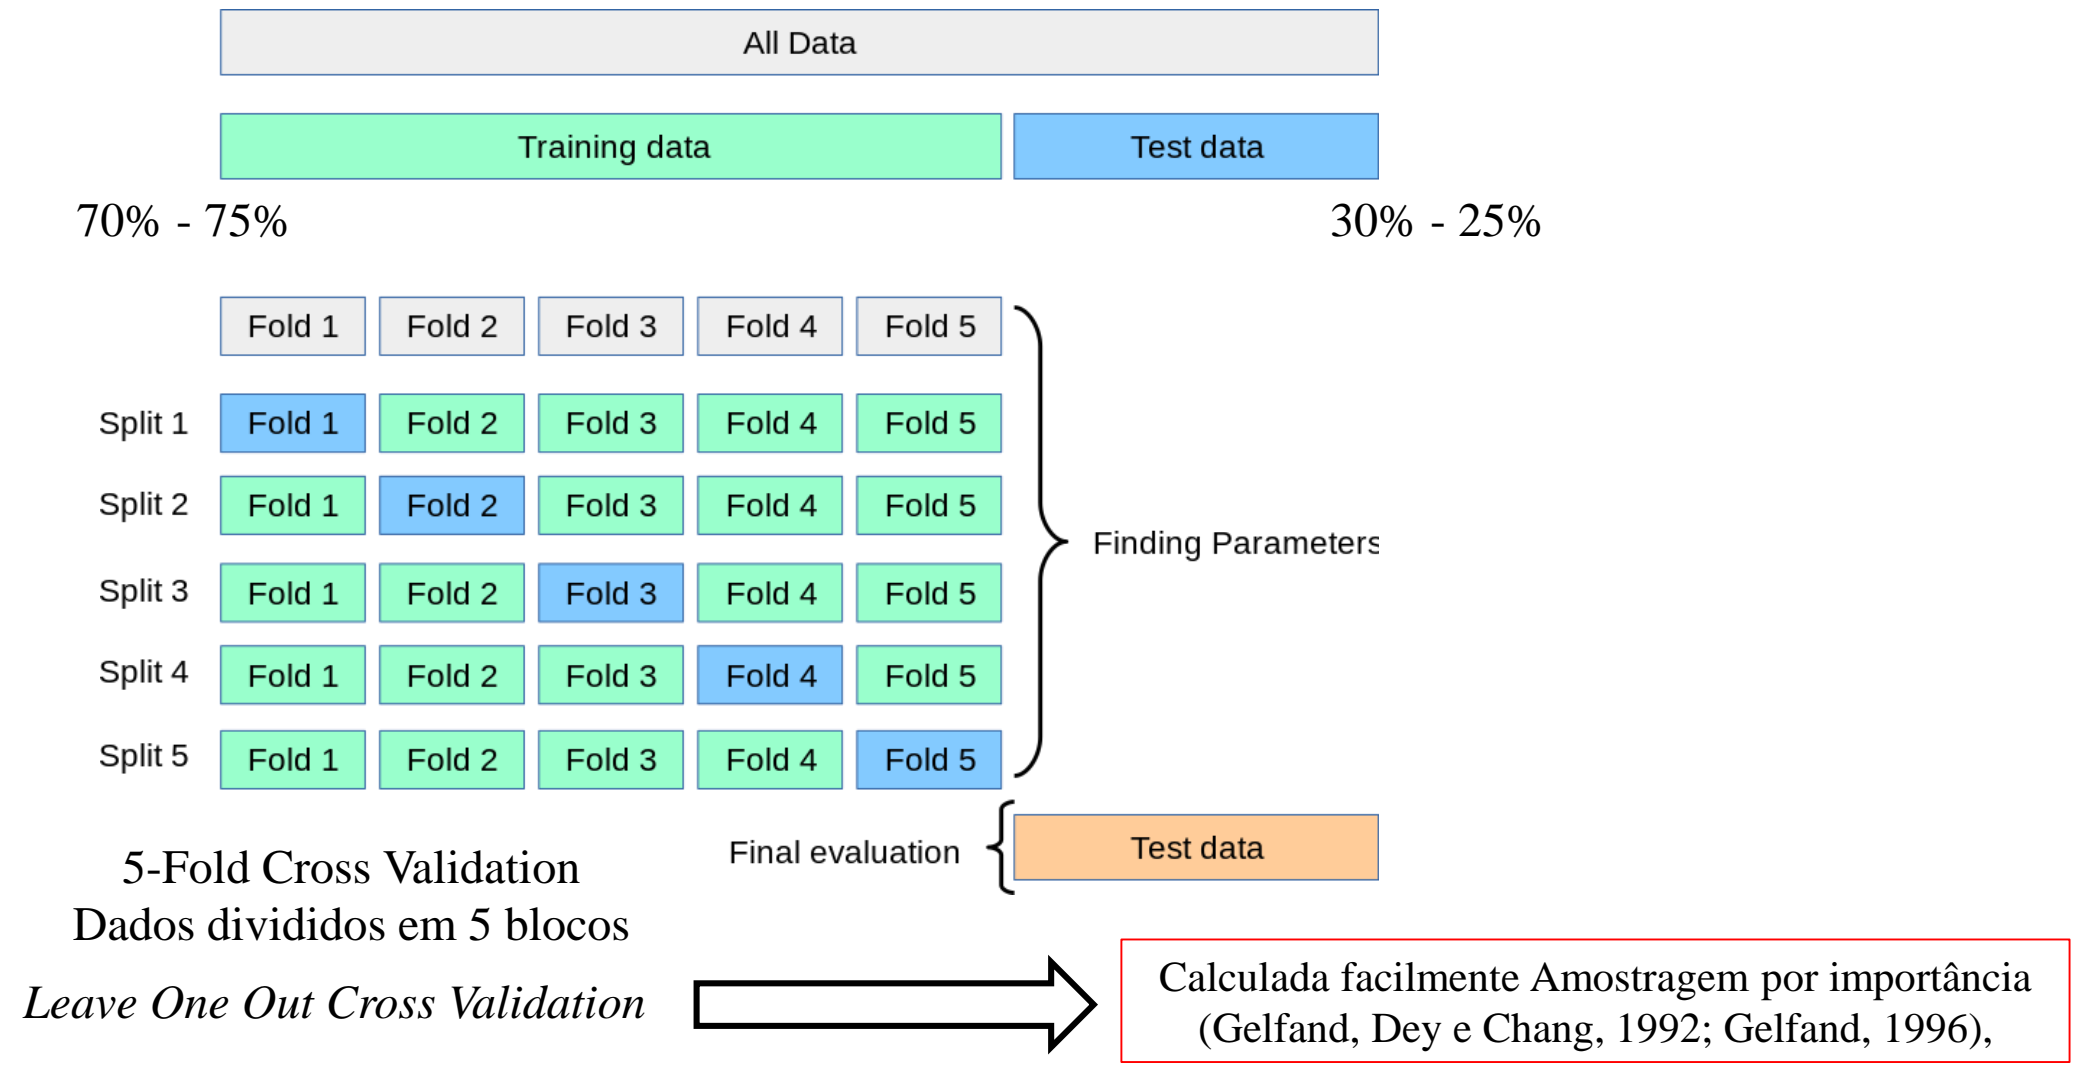 All Data
Training data Test data
70% - 75% 30% - 25%
Fold 1 Fold 2 Fold 3 Fold 4 Fold 5
Split 1 Fold 1 Fold 2 Fold 3 Fold 4 Fold 5
Split 2 Fold 1 Fold 2 Fold 3 Fold 4 Fold 5
Finding Parameters
Split 3 Fold 1 Fold 2 Fold 3 Fold 4 Fold 5
Split 4 Fold 1 Fold 2 Fold 3 Fold 4 Fold 5
Split 5 Fold 1 Fold 2 Fold 3 Fold 4 Fold 5
Final evaluation Test data
5-Fold Cross Validation
Dados divididos em 5 blocos
Leave One Out Cross Validation
Calculada facilmente Amostragem por importância
(Gelfand, Dey e Chang, 1992; Gelfand, 1996),